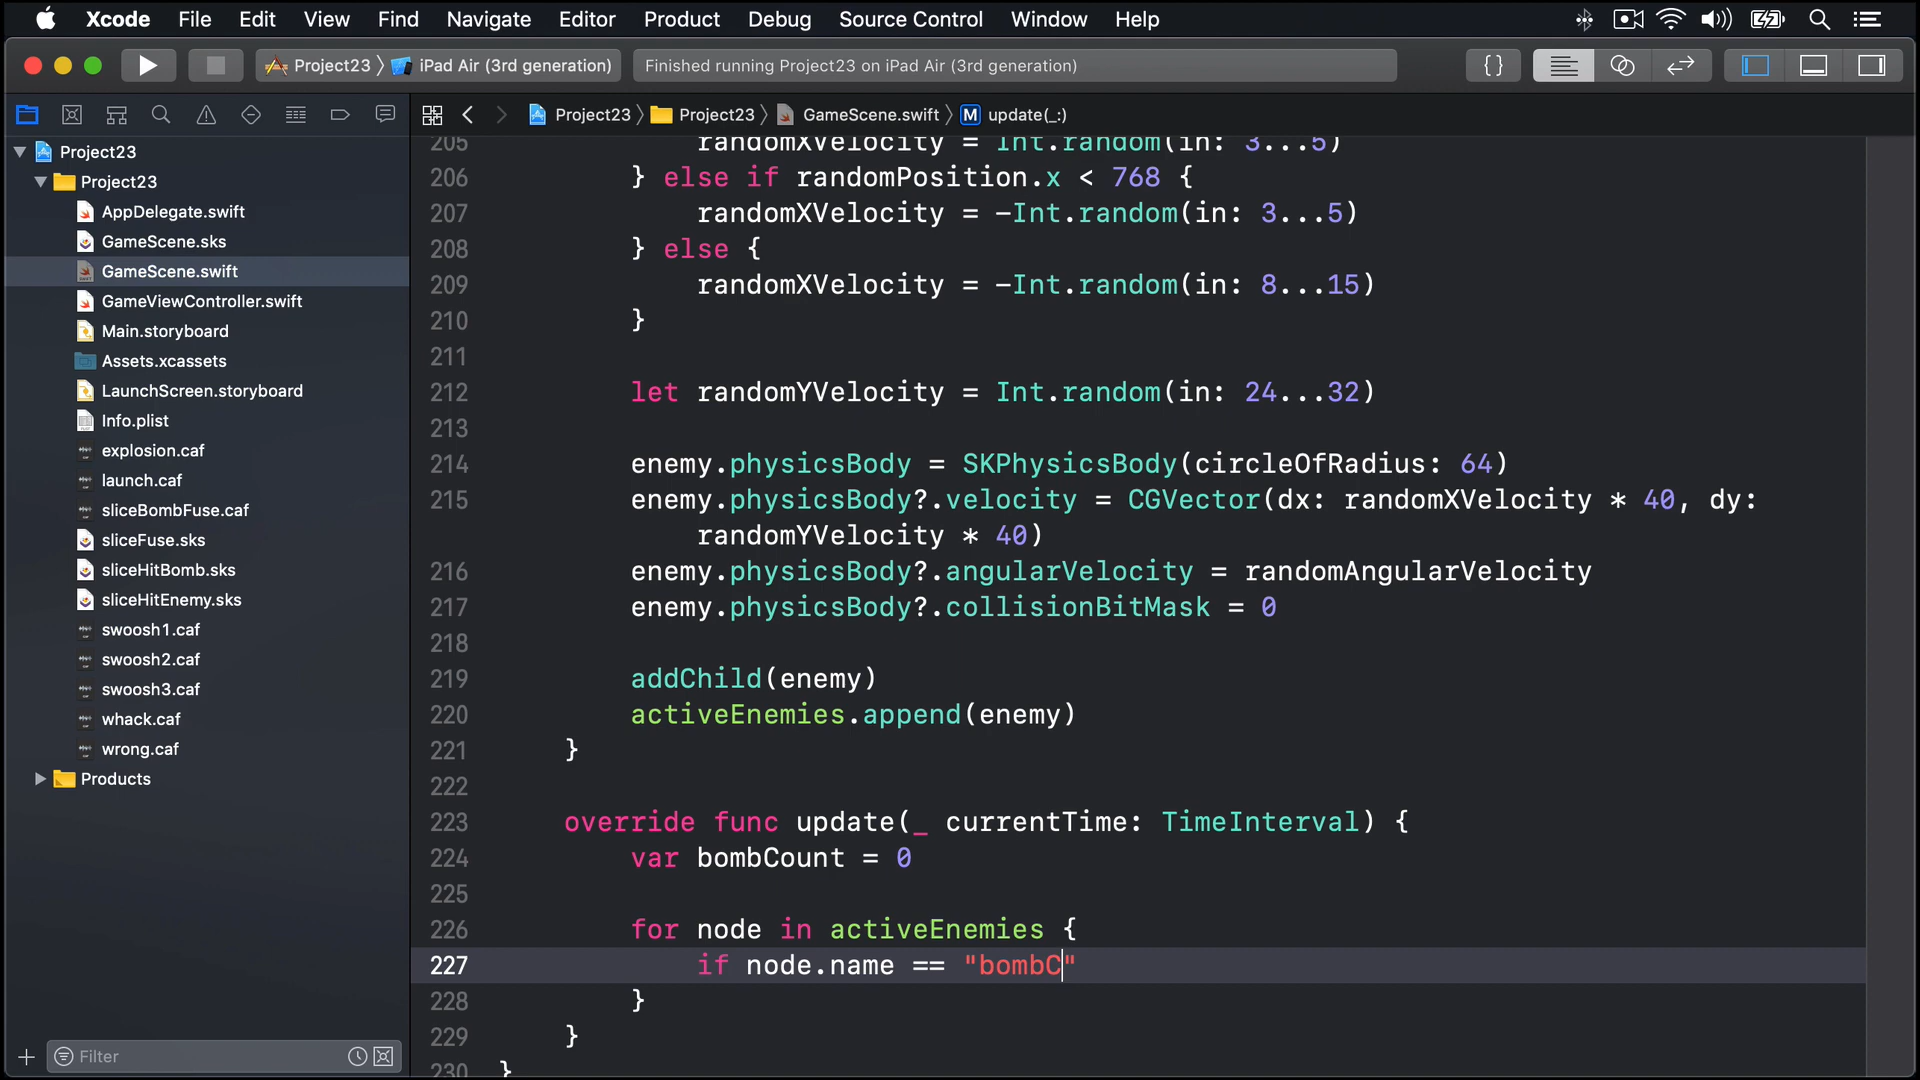 Xcode File Edit View Find Navigate Editor Product Debug Source Control Window Help
Project23 〉 iPad Air (3rd generation)
Finished running Project23 on iPad Air (3rd generation)
{}
Project23 〉 Project23 〉 GameScene.swift 〉 M update(_:)
Project23
Project23
AppDelegate.swift
GameScene.sks
GameScene.swift
GameViewController.swift
Main.storyboard
Assets.xcassets
LaunchScreen.storyboard
Info.plist
explosion.caf
launch.caf
sliceBombFuse.caf
sliceFuse.sks
sliceHitBomb.sks
sliceHitEnemy.sks
swoosh1.caf
swoosh2.caf
swoosh3.caf
whack.caf
wrong.caf
Products
Filter
205 randomXVelocity = Int.random(in: 3...5)
206 } else if randomPosition.x < 768 {
207 randomXVelocity = -Int.random(in: 3...5)
208 } else {
209 randomXVelocity = -Int.random(in: 8...15)
210 }
211
212 let randomYVelocity = Int.random(in: 24...32)
213
214 enemy.physicsBody = SKPhysicsBody(circleOfRadius: 64)
215 enemy.physicsBody?.velocity = CGVector(dx: randomXVelocity * 40, dy:
randomYVelocity * 40)
216 enemy.physicsBody?.angularVelocity = randomAngularVelocity
217 enemy.physicsBody?.collisionBitMask = 0
218
219 addChild(enemy)
220 activeEnemies.append(enemy)
221 }
222
223 override func update(_ currentTime: TimeInterval) {
224 var bombCount = 0
225
226 for node in activeEnemies {
227 if node.name == "bombC"
228 }
229 }
230 }